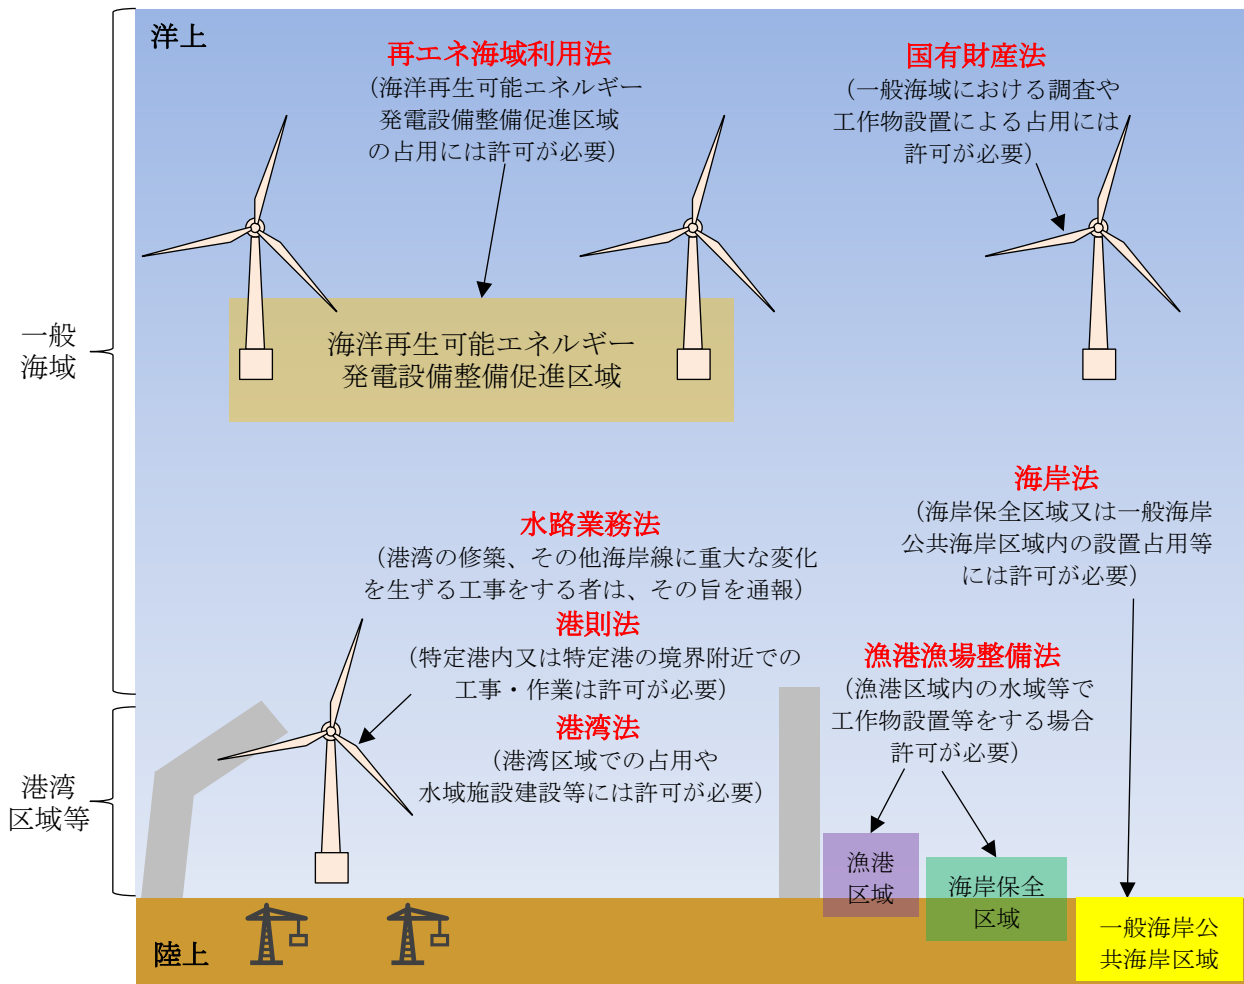 洋上
再エネ海域利用法
（海洋再生可能エネルギー
発電設備整備促進区域
の占用には許可が必要）
国有財産法
（一般海域における調査や
工作物設置による占用には
許可が必要）
一般
海域
海洋再生可能エネルギー
発電設備整備促進区域
海岸法
（海岸保全区域又は一般海岸
公共海岸区域内の設置占用等
には許可が必要）
水路業務法
（港湾の修築、その他海岸線に重大な変化
を生ずる工事をする者は、その旨を通報）
港則法
（特定港内又は特定港の境界附近での
工事・作業は許可が必要）
港湾法
（港湾区域での占用や
水域施設建設等には許可が必要）
漁港漁場整備法
（漁港区域内の水域等で
工作物設置等をする場合
許可が必要）
港湾
区域等
漁港
区域
海岸保全
区域
一般海岸公
共海岸区域
陸上